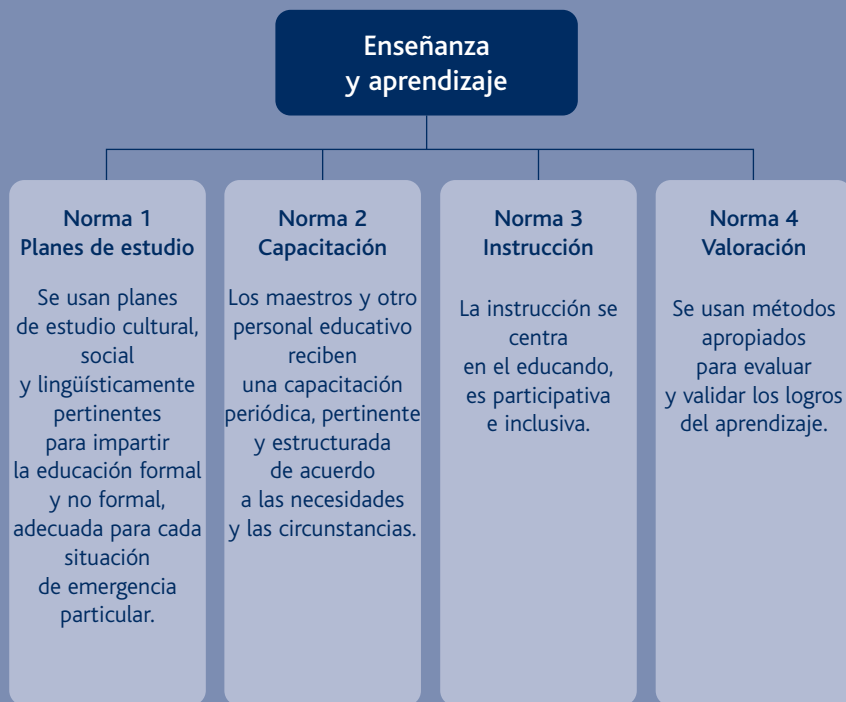 Enseñanza
y aprendizaje
Norma 1
Planes de estudio
Se usan planes
de estudio cultural,
social
y lingüísticamente
pertinentes
para impartir
la educación formal
y no formal,
adecuada para cada
situación
de emergencia
particular.
Norma 2
Capacitación
Los maestros y otro
personal educativo
reciben
una capacitación
periódica, pertinente
y estructurada
de acuerdo
a las necesidades
y las circunstancias.
Norma 3
Instrucción
La instrucción se
centra
en el educando,
es participativa
e inclusiva.
Norma 4
Valoración
Se usan métodos
apropiados
para evaluar
y validar los logros
del aprendizaje.